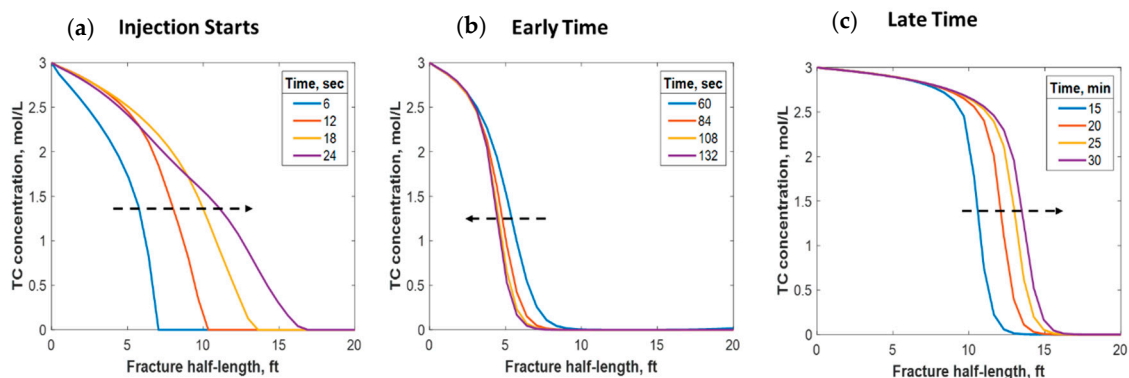 (a) Injection Starts
TC concentration, mol/L
3
2.5
2
1.5
1
0.5
0
0 5 10 15 20
Fracture half-length, ft
Time, sec
6
12
18
24
(b) Early Time
TC concentration, mol/L
3
2.5
2
1.5
1
0.5
0
0 5 10 15 20
Fracture half-length, ft
Time, sec
60
84
108
132
(c) Late Time
TC concentration, mol/L
3
2.5
2
1.5
1
0.5
0
0 5 10 15 20
Fracture half-length, ft
Time, min
15
20
25
30